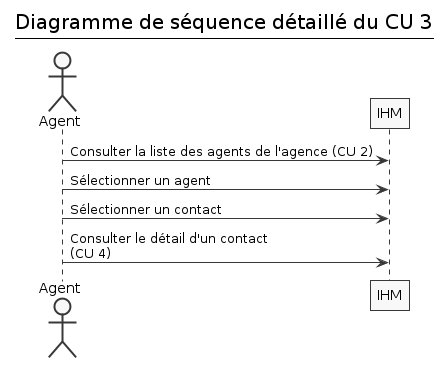 Diagramme de séquence détaillé du CU 3
Agent
IHM
Consulter la liste des agents de l'agence (CU 2)
Sélectionner un agent
Sélectionner un contact
Consulter le détail d'un contact
(CU 4)
Agent
IHM